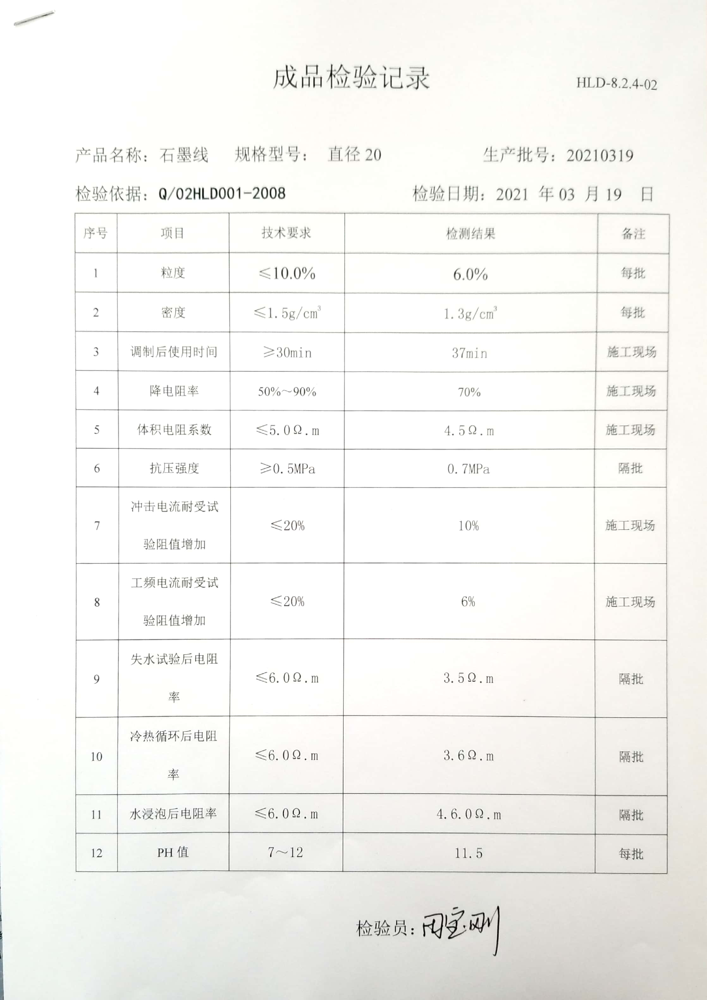 成品检验记录 HLD-8.2.4-02
产品名称：石墨线 规格型号： 直径 20 生产批号：20210319
检验依据：Q/02HLD001-2008 检验日期：2021 年 03 月 19 日
序号 项目 技术要求 检测结果 备注
1 粒度 ≤10.0% 6.0% 每批
2 密度 ≤1.5g/cm³ 1.3g/cm³ 每批
3 调制后使用时间 ≥30min 37min 施工现场
4 降电阻率 50%～90% 70% 施工现场
5 体积电阻系数 ≤5.0Ω.m 4.5Ω.m 施工现场
6 抗压强度 ≥0.5MPa 0.7MPa 隔批
冲击电流耐受试
7 ≤20% 10% 施工现场
验阻值增加
工频电流耐受试
8 ≤20% 6% 施工现场
验阻值增加
失水试验后电阻
9 ≤6.0Ω.m 3.5Ω.m 隔批
率
冷热循环后电阻
10 ≤6.0Ω.m 3.6Ω.m 隔批
率
11 水浸泡后电阻率 ≤6.0Ω.m 4.6.0Ω.m 隔批
12 PH 值 7～12 11.5 每批
检验员：